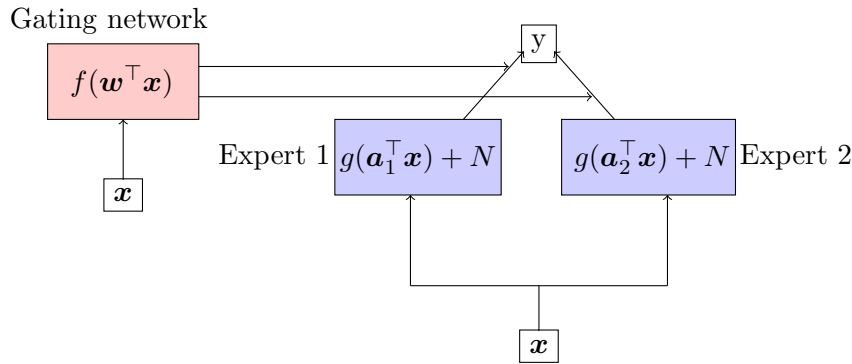 Gating network
y
f(w⊤x)
Expert 1
g(a₁⊤x) + N
g(a₂⊤x) + N
Expert 2
x
x